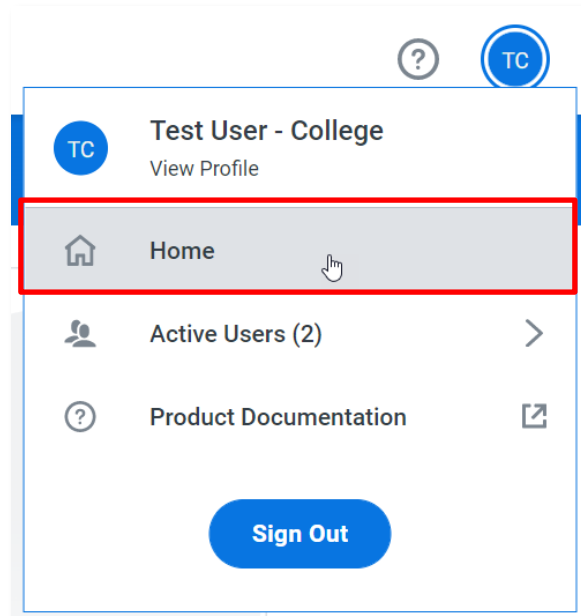 ?
TC
TC
Test User - College
View Profile
Home
Active Users (2)
?
Product Documentation
Sign Out